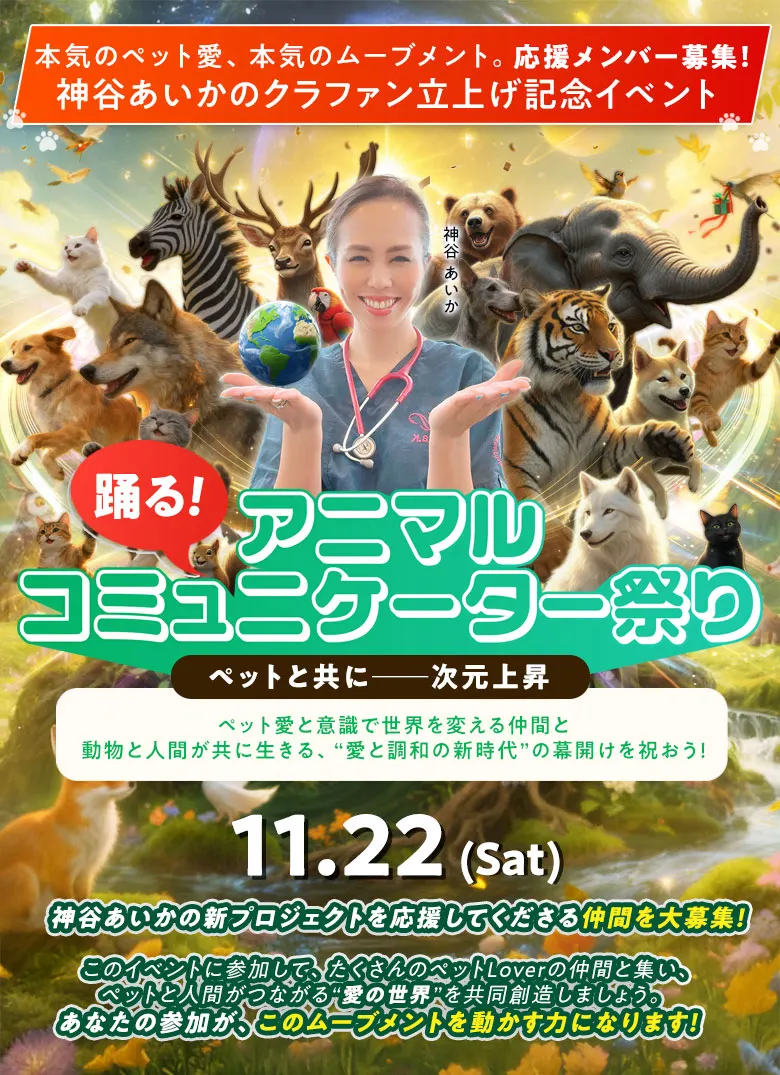 本気のペット愛、本気のムーブメント。応援メンバー募集！
神谷あいかのクラファン立上げ記念イベント
神谷 あいか
踊る！
アニマル
コミュニケーター祭り
ペットと共に──次元上昇
ペット愛と意識で世界を変える仲間と
動物と人間が共に生きる、“愛と調和の新時代”の幕開けを祝おう！
11.22 (Sat)
神谷あいかの新プロジェクトを応援してくださる仲間を大募集！
このイベントに参加して、たくさんのペットLoverの仲間と集い、
ペットと人間がつながる“愛の世界”を共同創造しましょう。
あなたの参加が、このムーブメントを動かす力になります！